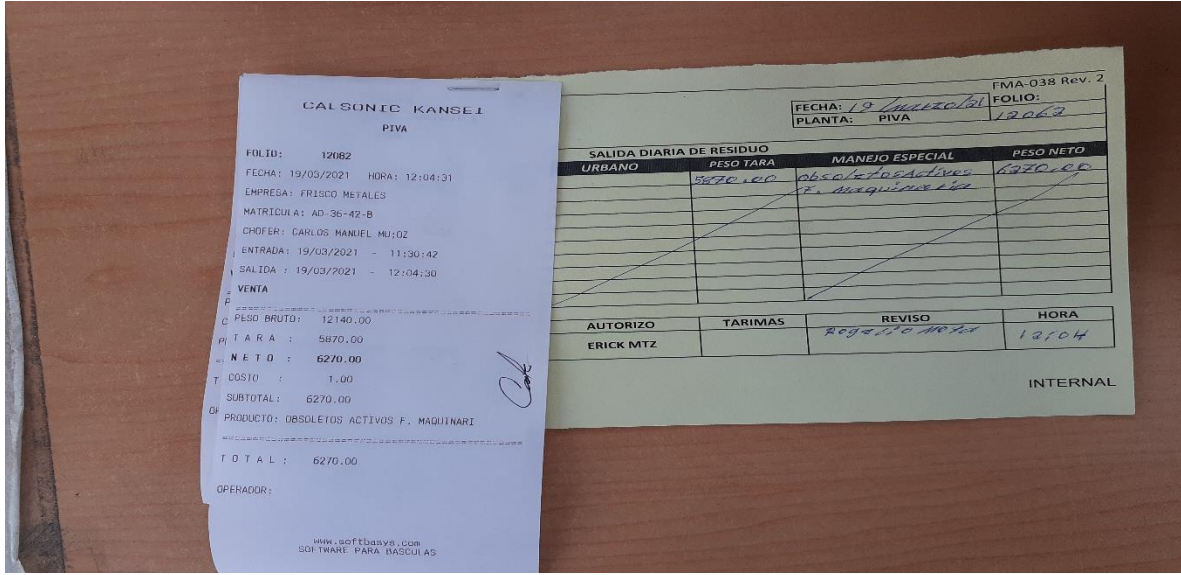 CALSONIC KANSEI
PIVA
FOLIO: 12082
FECHA: 19/03/2021 HORA: 12:04:31
EMPRESA: FRISCO METALES
MATRICULA: AD-36-42-B
CHOFER: CARLOS MANUEL MU;OZ
ENTRADA: 19/03/2021 - 11:30:42
SALIDA : 19/03/2021 - 12:04:30
VENTA
PESO BRUTO: 12140.00
T A R A : 5870.00
N E T O : 6270.00
COSTO : 1.00
SUBTOTAL: 6270.00
PRODUCTO: OBSOLETOS ACTIVOS F. MAQUINARI
T O T A L : 6270.00
OPERADOR:
www.softbasys.com
SOFTWARE PARA BASCULAS
FMA-038 Rev. 2
FECHA: 19/marzo/21 FOLIO:
PLANTA: PIVA
SALIDA DIARIA DE RESIDUO
URBANO PESO TARA MANEJO ESPECIAL PESO NETO
5870.00 obsoletos Activos 6270.00
F. Maquinaria
AUTORIZO TARIMAS REVISO HORA
ERICK MTZ Rogelio 12:04
INTERNAL